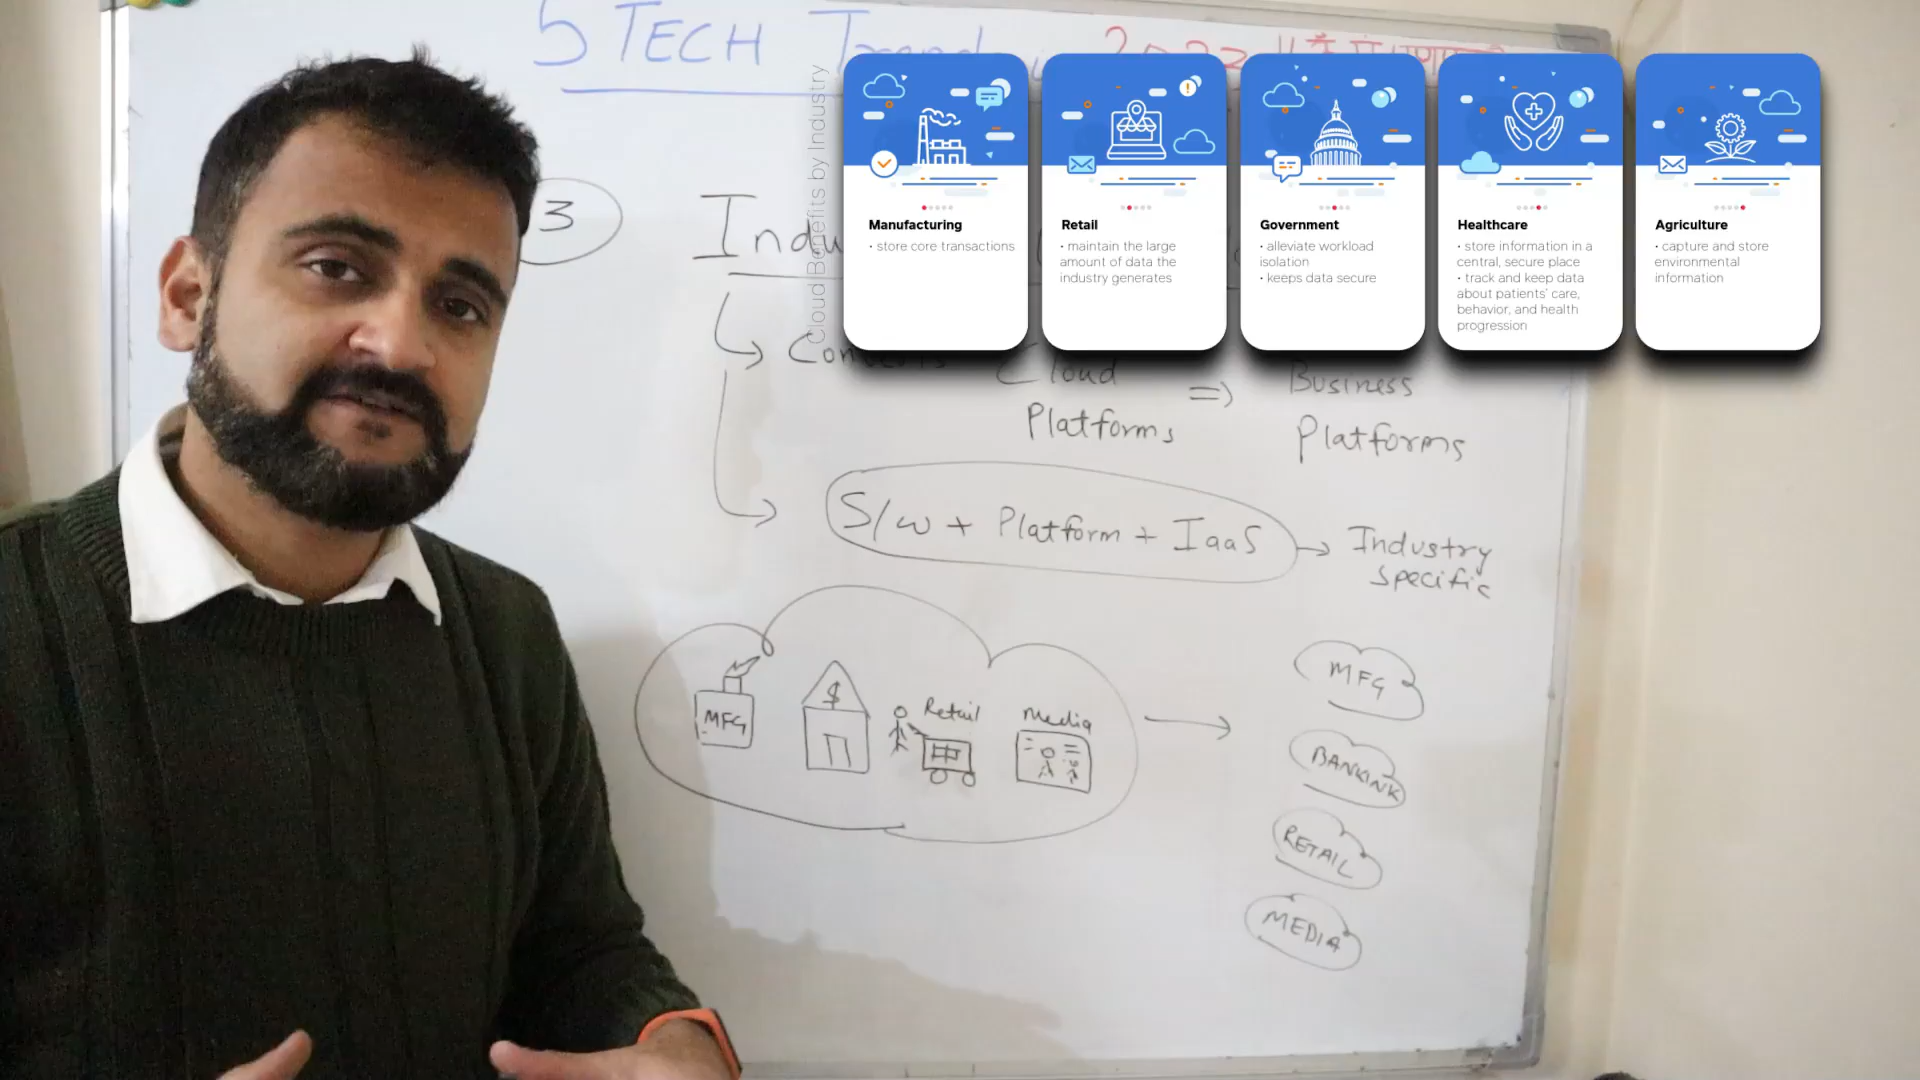 5 TECH Trend
3
Indu
Cloud Benefits by Industry
Manufacturing
• store core transactions
Retail
• maintain the large
amount of data the
industry generates
Government
• alleviate workload
isolation
• keeps data secure
Healthcare
• store information in a
central, secure place
• track and keep data
about patients' care,
behavior, and health
progression
Agriculture
• capture and store
environmental
information
Cloud
Platforms
=>
Business
Platforms
S/w + Platform + IaaS
Industry
Specific
MFG
$
Retail
Media
MFG
BANKINK
RETAIL
MEDIA